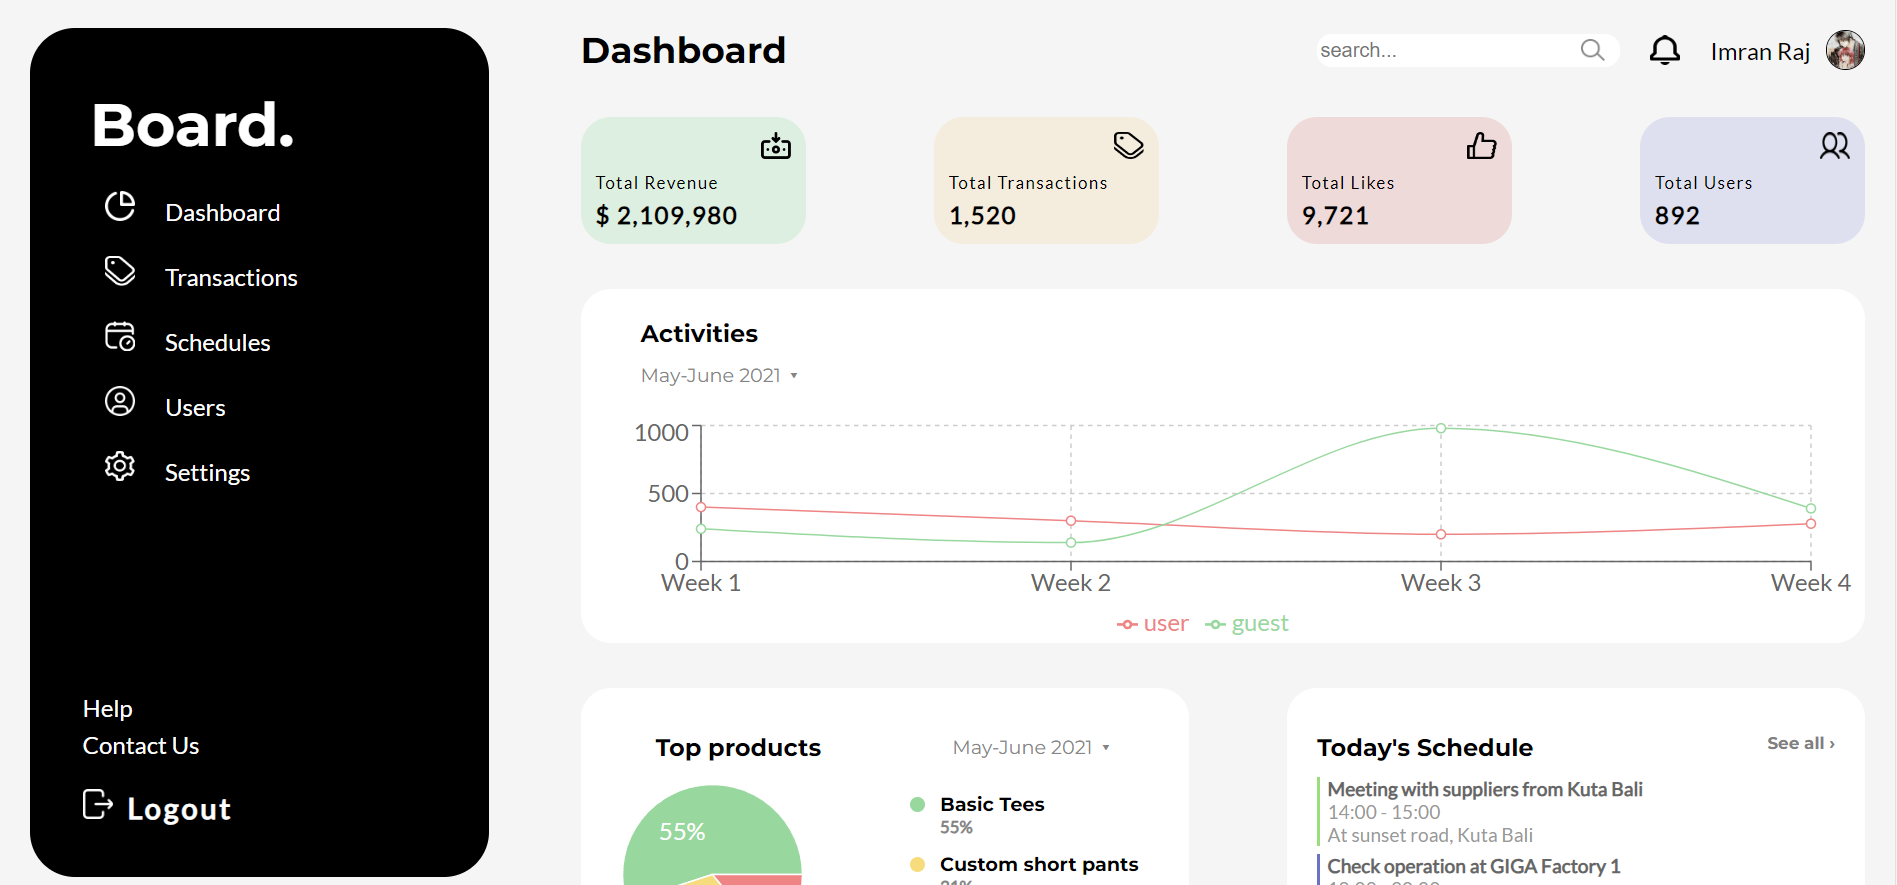 Board.
Dashboard
Transactions
Schedules
Users
Settings
Help
Contact Us
Logout
Dashboard
search...
Imran Raj
Total Revenue
$ 2,109,980
Total Transactions
1,520
Total Likes
9,721
Total Users
892
Activities
May-June 2021
1000
500
0
Week 1
Week 2
Week 3
Week 4
user
guest
Top products
May-June 2021
55%
Basic Tees
55%
Custom short pants
Today's Schedule
See all ›
Meeting with suppliers from Kuta Bali
14:00 - 15:00
At sunset road, Kuta Bali
Check operation at GIGA Factory 1